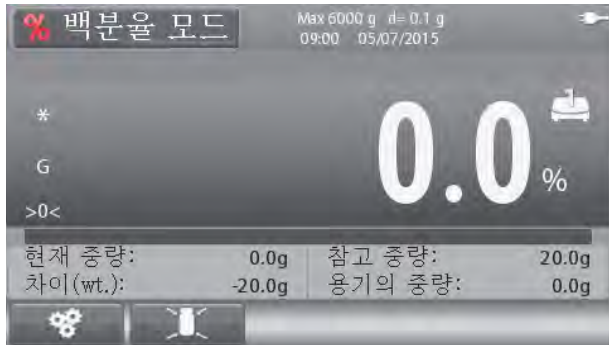 % 백분율 모드
Max 6000 g d= 0.1 g
09:00 05/07/2015
*
G
>0<
0.0 %
1
현재 중량: 0.0g 참고 중량: 20.0g
차이(wt.): -20.0g 용기의 중량: 0.0g